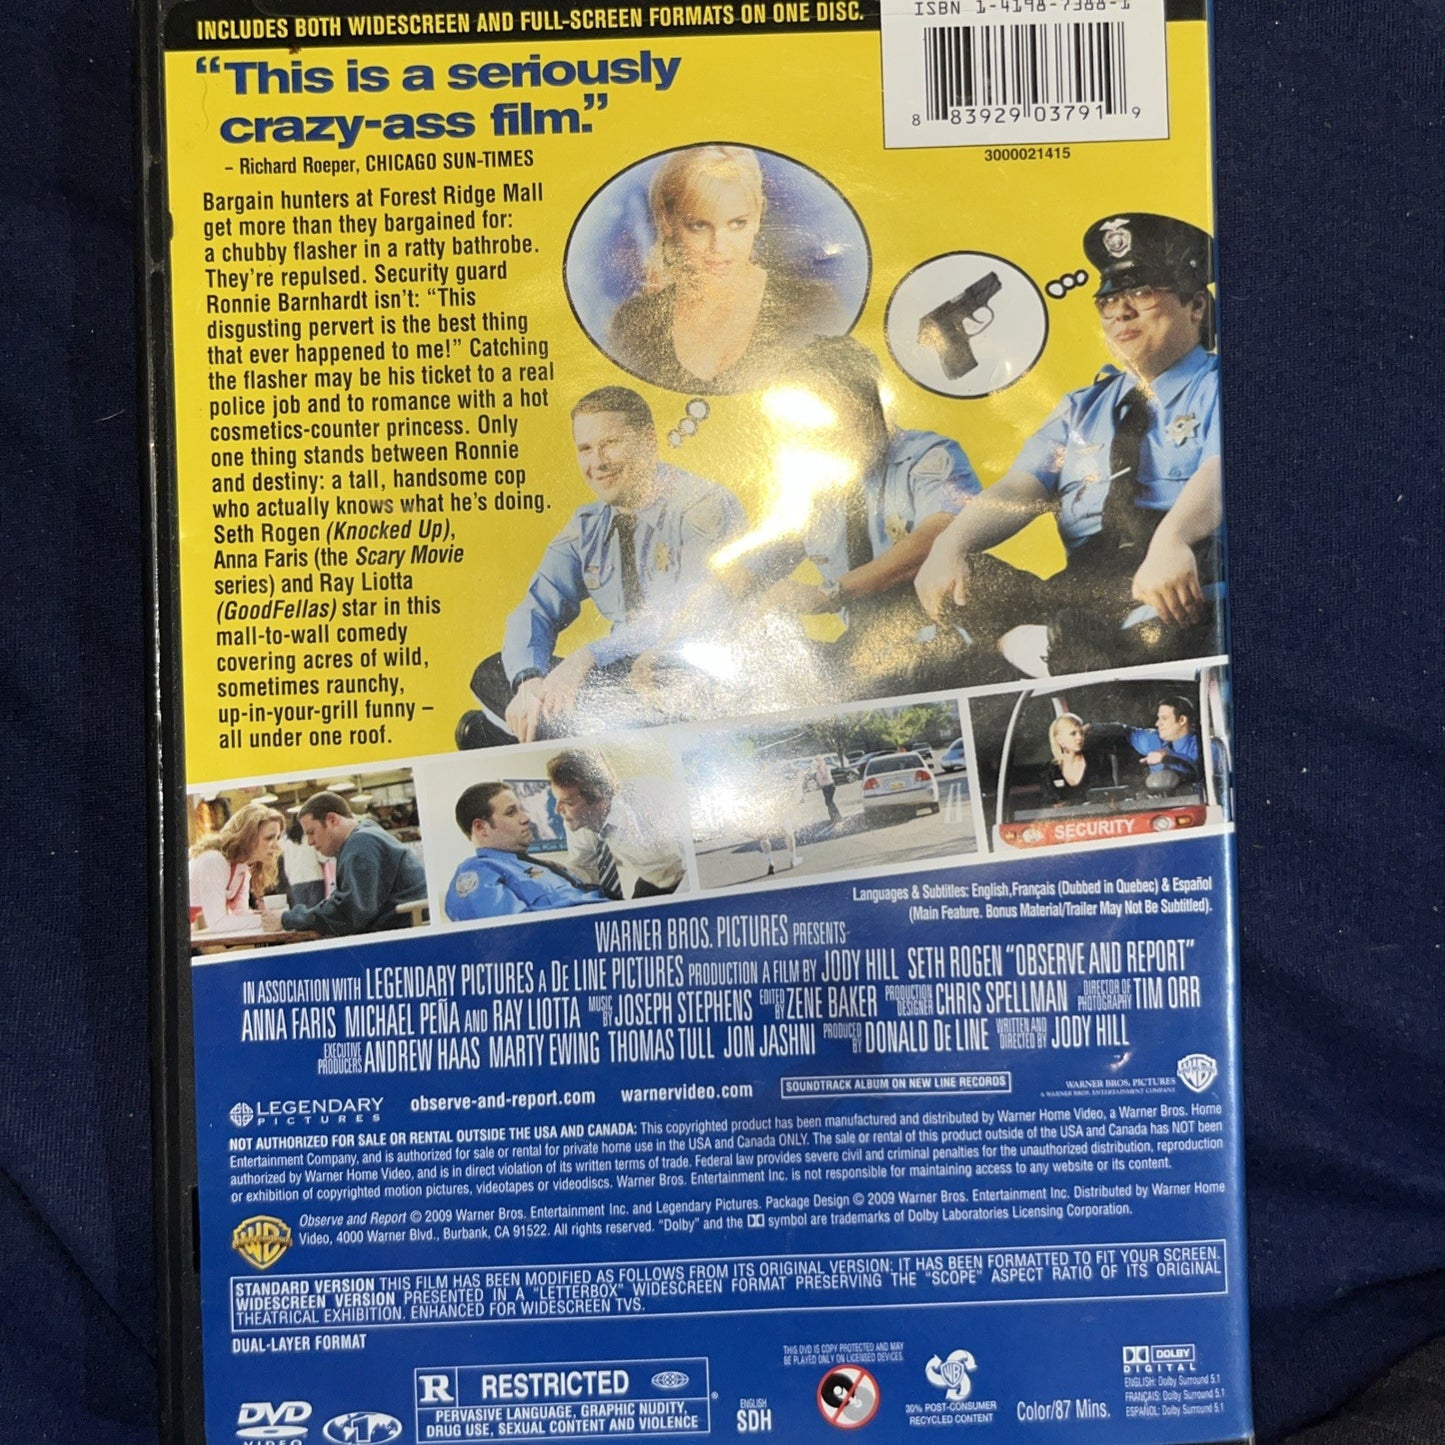 INCLUDES BOTH WIDESCREEN AND FULL-SCREEN FORMATS ON ONE DISC.
ISBN 1-4198-7388-1
8 83929 03791 9
3000021415
“This is a seriously
crazy-ass film.”
– Richard Roeper, CHICAGO SUN-TIMES
Bargain hunters at Forest Ridge Mall
get more than they bargained for:
a chubby flasher in a ratty bathrobe.
They're repulsed. Security guard
Ronnie Barnhardt isn't: “This
disgusting pervert is the best thing
that ever happened to me!” Catching
the flasher may be his ticket to a real
police job and to romance with a hot
cosmetics-counter princess. Only
one thing stands between Ronnie
and destiny: a tall, handsome cop
who actually knows what he's doing.
Seth Rogen (Knocked Up),
Anna Faris (the Scary Movie
series) and Ray Liotta
(GoodFellas) star in this
mall-to-wall comedy
covering acres of wild,
sometimes raunchy,
up-in-your-grill funny –
all under one roof.
SECURITY
Languages & Subtitles: English,Français (Dubbed in Quebec) & Español
(Main Feature. Bonus Material/Trailer May Not Be Subtitled).
WARNER BROS. PICTURES PRESENTS
IN ASSOCIATION WITH LEGENDARY PICTURES A DE LINE PICTURES PRODUCTION A FILM BY JODY HILL SETH ROGEN “OBSERVE AND REPORT”
ANNA FARIS MICHAEL PEÑA AND RAY LIOTTA MUSIC BY JOSEPH STEPHENS EDITED BY ZENE BAKER PRODUCTION DESIGNER CHRIS SPELLMAN DIRECTOR OF PHOTOGRAPHY TIM ORR
EXECUTIVE PRODUCERS ANDREW HAAS MARTY EWING THOMAS TULL JON JASHNI PRODUCED BY DONALD DE LINE WRITTEN AND DIRECTED BY JODY HILL
LEGENDARY PICTURES observe-and-report.com warnervideo.com SOUNDTRACK ALBUM ON NEW LINE RECORDS WARNER BROS. PICTURES
A WARNER BROS. ENTERTAINMENT COMPANY
NOT AUTHORIZED FOR SALE OR RENTAL OUTSIDE THE USA AND CANADA: This copyrighted product has been manufactured and distributed by Warner Home Video, a Warner Bros. Home
Entertainment Company, and is authorized for sale or rental for private home use in the USA and Canada ONLY. The sale or rental of this product outside of the USA and Canada has NOT been
authorized by Warner Home Video, and is in direct violation of its written terms of trade. Federal law provides severe civil and criminal penalties for the unauthorized distribution, reproduction
or exhibition of copyrighted motion pictures, videotapes or videodiscs. Warner Bros. Entertainment Inc. is not responsible for maintaining access to any website or its content.
Observe and Report © 2009 Warner Bros. Entertainment Inc. and Legendary Pictures. Package Design © 2009 Warner Bros. Entertainment Inc. Distributed by Warner Home
Video, 4000 Warner Blvd., Burbank, CA 91522. All rights reserved. “Dolby” and the DD symbol are trademarks of Dolby Laboratories Licensing Corporation.
STANDARD VERSION THIS FILM HAS BEEN MODIFIED AS FOLLOWS FROM ITS ORIGINAL VERSION: IT HAS BEEN FORMATTED TO FIT YOUR SCREEN.
WIDESCREEN VERSION PRESENTED IN A “LETTERBOX” WIDESCREEN FORMAT PRESERVING THE “SCOPE” ASPECT RATIO OF ITS ORIGINAL
THEATRICAL EXHIBITION. ENHANCED FOR WIDESCREEN TVS.
DUAL-LAYER FORMAT
DVD
VIDEO
1
R RESTRICTED
PERVASIVE LANGUAGE, GRAPHIC NUDITY,
DRUG USE, SEXUAL CONTENT AND VIOLENCE
ENGLISH
SDH
THIS DVD IS COPY PROTECTED AND MAY
BE PLAYED ONLY ON LICENSED DEVICES.
30% POST-CONSUMER
RECYCLED CONTENT
Color/87 Mins.
DOLBY
DIGITAL
ENGLISH: Dolby Surround 5.1
FRANÇAIS: Dolby Surround 5.1
ESPAÑOL: Dolby Surround 5.1